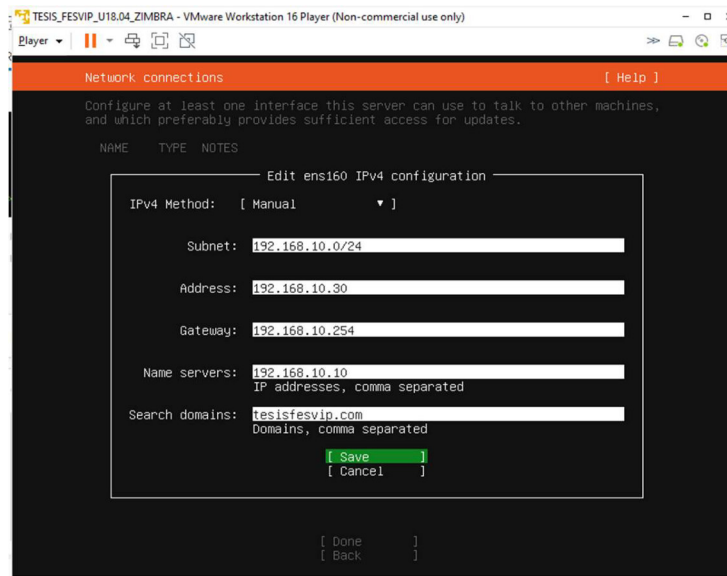 TESIS_FESVIP_U18.04_ZIMBRA - VMware Workstation 16 Player (Non-commercial use only)
Player
Network connections [ Help ]
Configure at least one interface this server can use to talk to other machines,
and which preferably provides sufficient access for updates.
NAME TYPE NOTES
Edit ens160 IPv4 configuration
IPv4 Method: [ Manual ▾ ]
Subnet: 192.168.10.0/24
Address: 192.168.10.30
Gateway: 192.168.10.254
Name servers: 192.168.10.10
IP addresses, comma separated
Search domains: tesisfesvip.com
Domains, comma separated
[ Save ]
[ Cancel ]
[ Done ]
[ Back ]